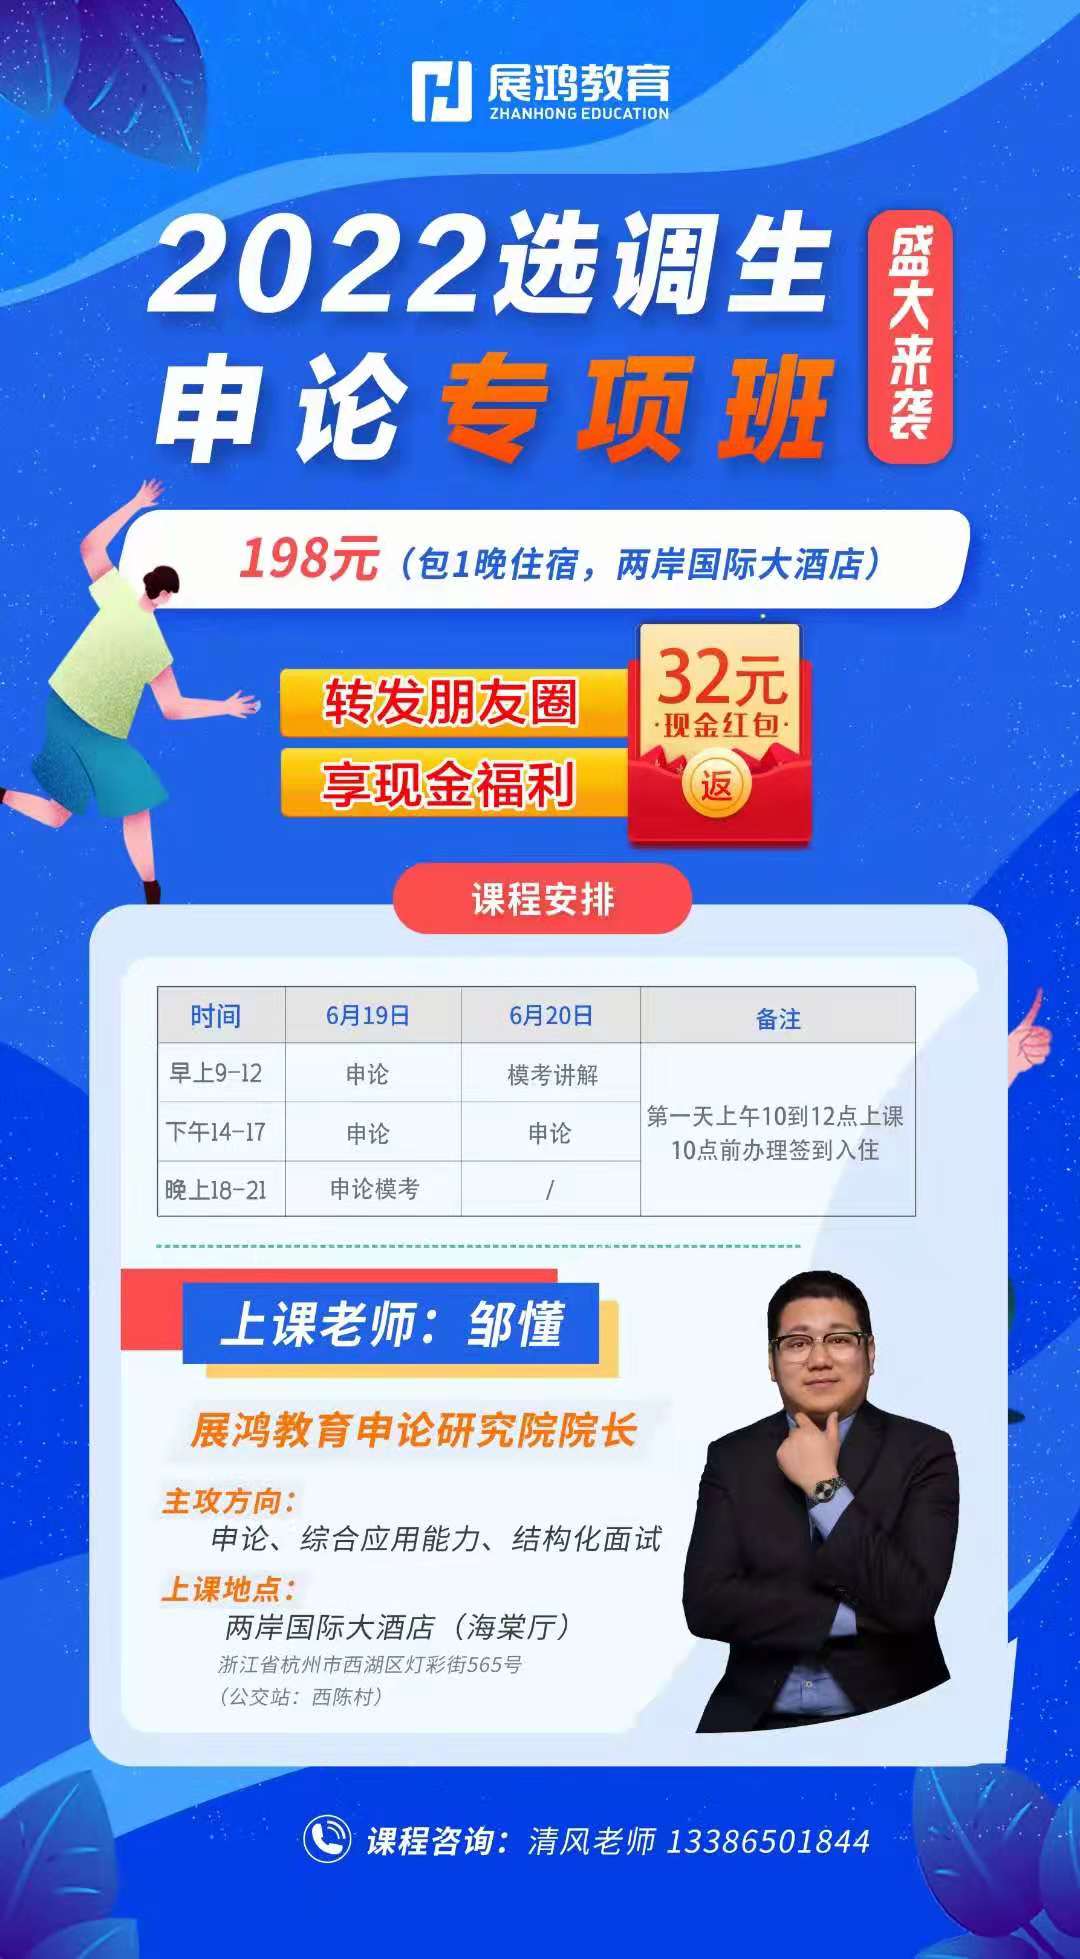 展鸿教育
ZHANHONG EDUCATION
2022选调生
申论专项班
盛大来袭
198元（包1晚住宿，两岸国际大酒店）
转发朋友圈
享现金福利
32元
·现金红包·
返
课程安排
时间 6月19日 6月20日 备注
早上9-12 申论 模考讲解
下午14-17 申论 申论
晚上18-21 申论模考 /
第一天上午10到12点上课
10点前办理签到入住
上课老师：邹懂
展鸿教育申论研究院院长
主攻方向：
申论、综合应用能力、结构化面试
上课地点：
两岸国际大酒店（海棠厅）
浙江省杭州市西湖区灯彩街565号
（公交站：西陈村）
课程咨询：清风老师 13386501844